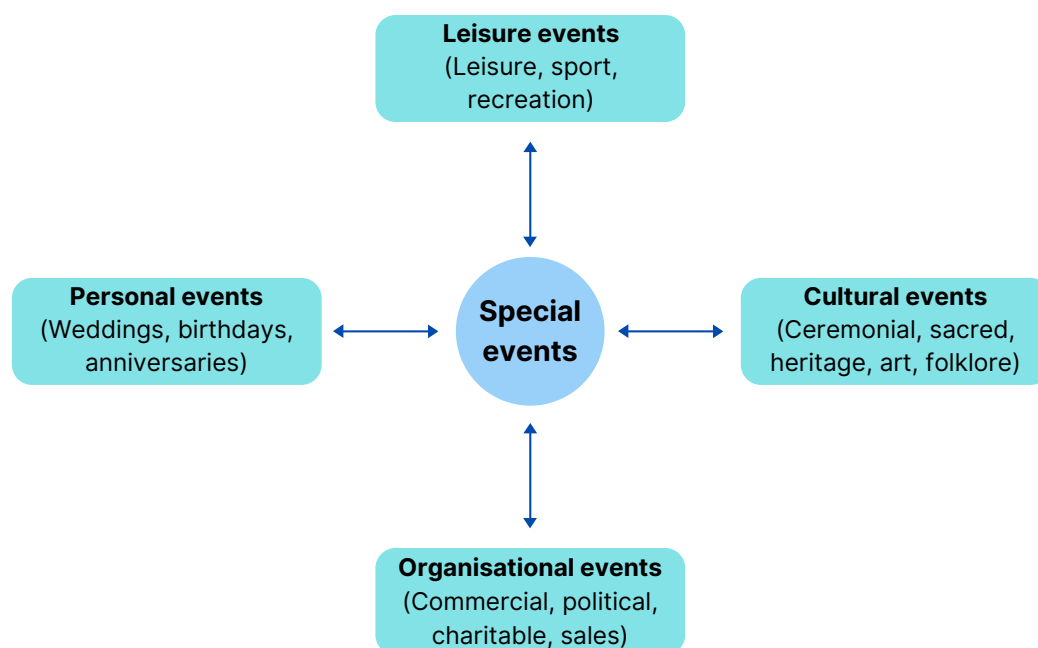 Leisure events
(Leisure, sport,
recreation)
Personal events
(Weddings, birthdays,
anniversaries)
Special
events
Cultural events
(Ceremonial, sacred,
heritage, art, folklore)
Organisational events
(Commercial, political,
charitable, sales)